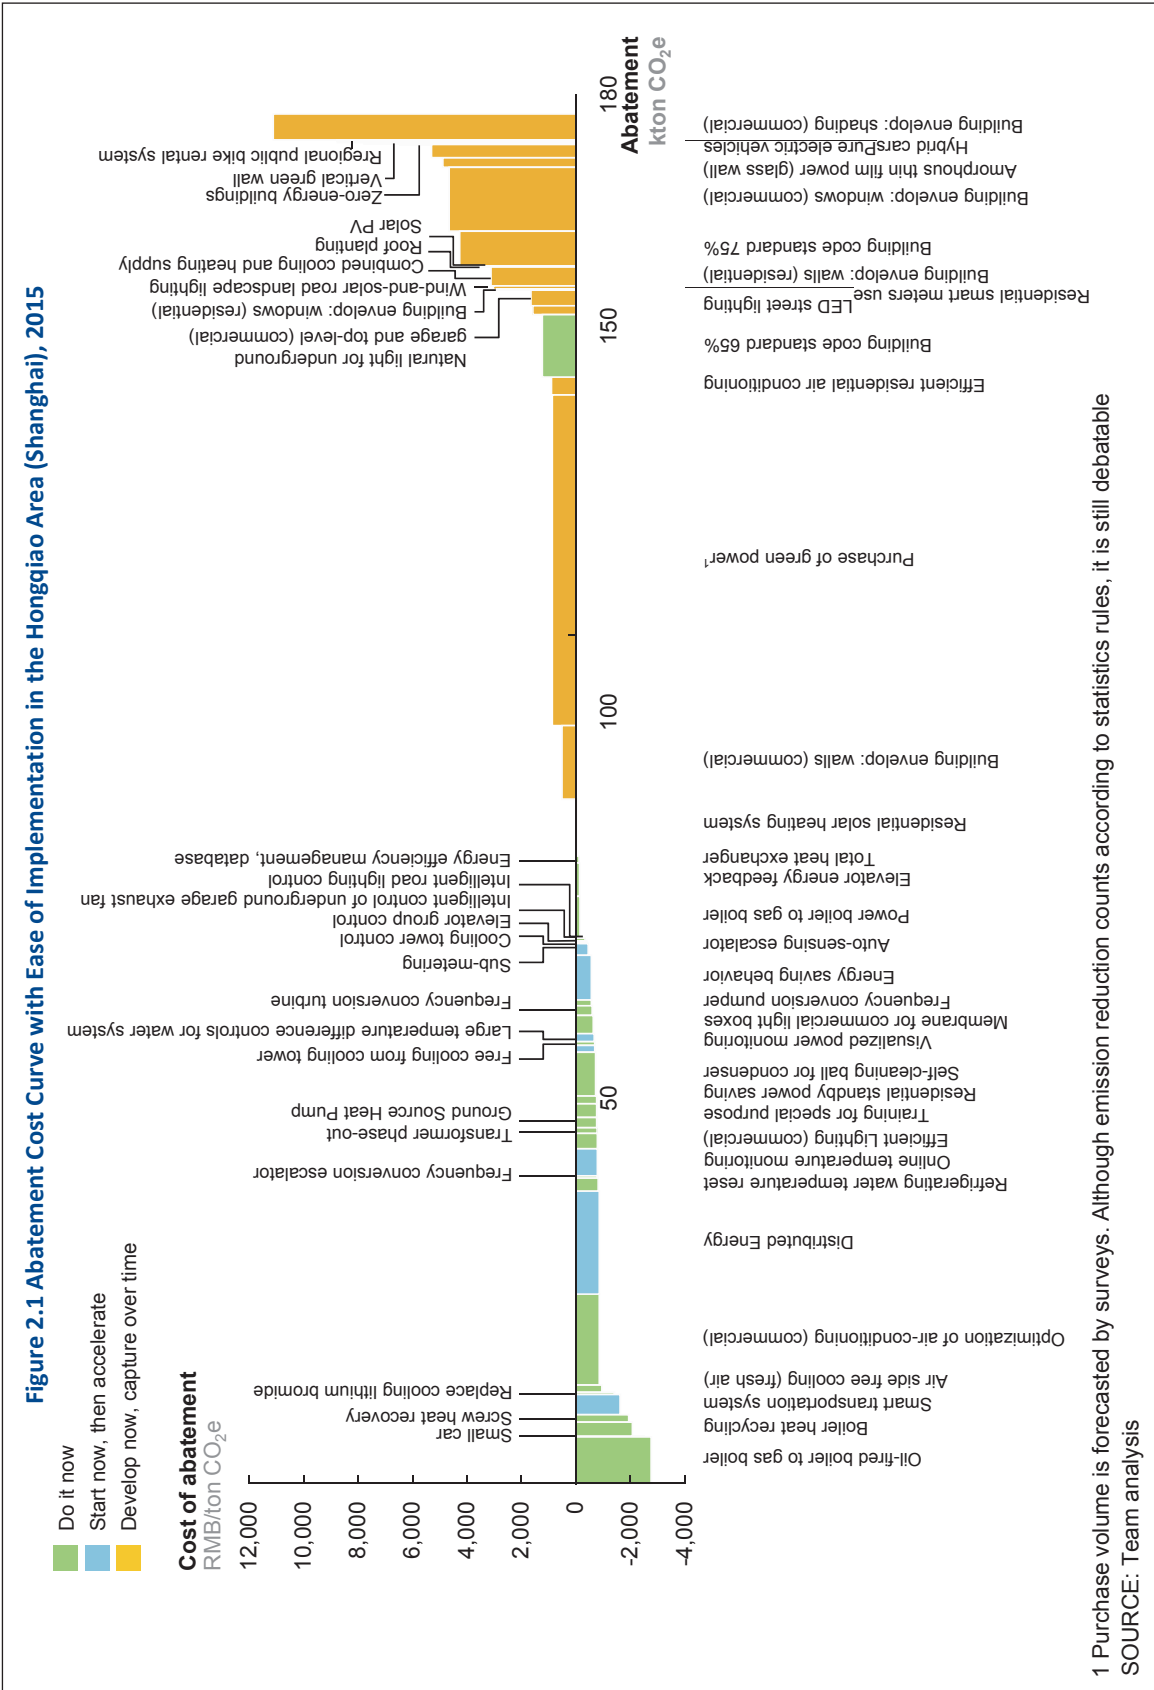 Figure 2.1 Abatement Cost Curve with Ease of Implementation in the Hongqiao Area (Shanghai), 2015
Do it now
Start now, then accelerate
Develop now, capture over time
Cost of abatement
RMB/ton CO₂e
12,000
10,000
8,000
6,000
4,000
2,000
0
-2,000
-4,000
Small car
Screw heat recovery
Replace cooling lithium bromide
Frequency conversion escalator
Transformer phase-out
Ground Source Heat Pump
Free cooling from cooling tower
Large temperature difference controls for water system
Frequency conversion turbine
Sub-metering
Cooling tower control
Elevator group control
Intelligent control of underground garage exhaust fan
Intelligent road lighting control
Energy efficiency management, database
Natural light for underground
garage and top-level (commercial)
Building envelop: windows (residential)
Wind-and-solar road landscape lighting
Combined cooling and heating supply
Roof planting
Solar PV
Zero-energy buildings
Vertical green wall
Rregional public bike rental system
50
100
150
180
Abatement
kton CO₂e
Oil-fired boiler to gas boiler
Boiler heat recycling
Smart transportation system
Air side free cooling (fresh air)
Optimization of air-conditioning (commercial)
Distributed Energy
Refrigerating water temperature reset
Online temperature monitoring
Efficient Lighting (commercial)
Training for special purpose
Residential standby power saving
Self-cleaning ball for condenser
Visualized power monitoring
Membrane for commercial light boxes
Frequency conversion pumper
Energy saving behavior
Auto-sensing escalator
Power boiler to gas boiler
Elevator energy feedback
Total heat exchanger
Residential solar heating system
Building envelop: walls (commercial)
Purchase of green power¹
Efficient residential air conditioning
Building code standard 65%
LED street lighting
Residential smart meters use
Building envelop: walls (residential)
Building code standard 75%
Building envelop: windows (commercial)
Amorphous thin film power (glass wall)
Hybrid carsPure electric vehicles
Building envelop: shading (commercial)
1 Purchase volume is forecasted by surveys. Although emission reduction counts according to statistics rules, it is still debatable
SOURCE: Team analysis